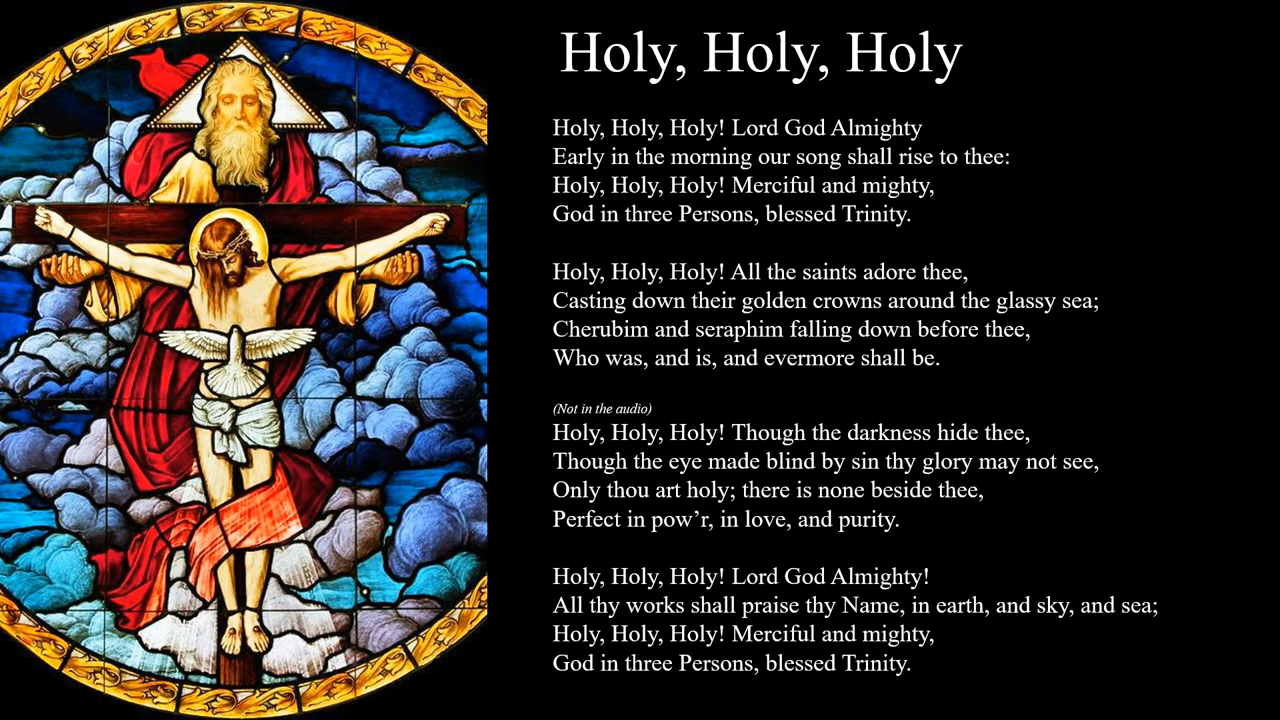 Holy, Holy, Holy
Holy, Holy, Holy! Lord God Almighty
Early in the morning our song shall rise to thee:
Holy, Holy, Holy! Merciful and mighty,
God in three Persons, blessed Trinity.
Holy, Holy, Holy! All the saints adore thee,
Casting down their golden crowns around the glassy sea;
Cherubim and seraphim falling down before thee,
Who was, and is, and evermore shall be.
(Not in the audio)
Holy, Holy, Holy! Though the darkness hide thee,
Though the eye made blind by sin thy glory may not see,
Only thou art holy; there is none beside thee,
Perfect in pow’r, in love, and purity.
Holy, Holy, Holy! Lord God Almighty!
All thy works shall praise thy Name, in earth, and sky, and sea;
Holy, Holy, Holy! Merciful and mighty,
God in three Persons, blessed Trinity.